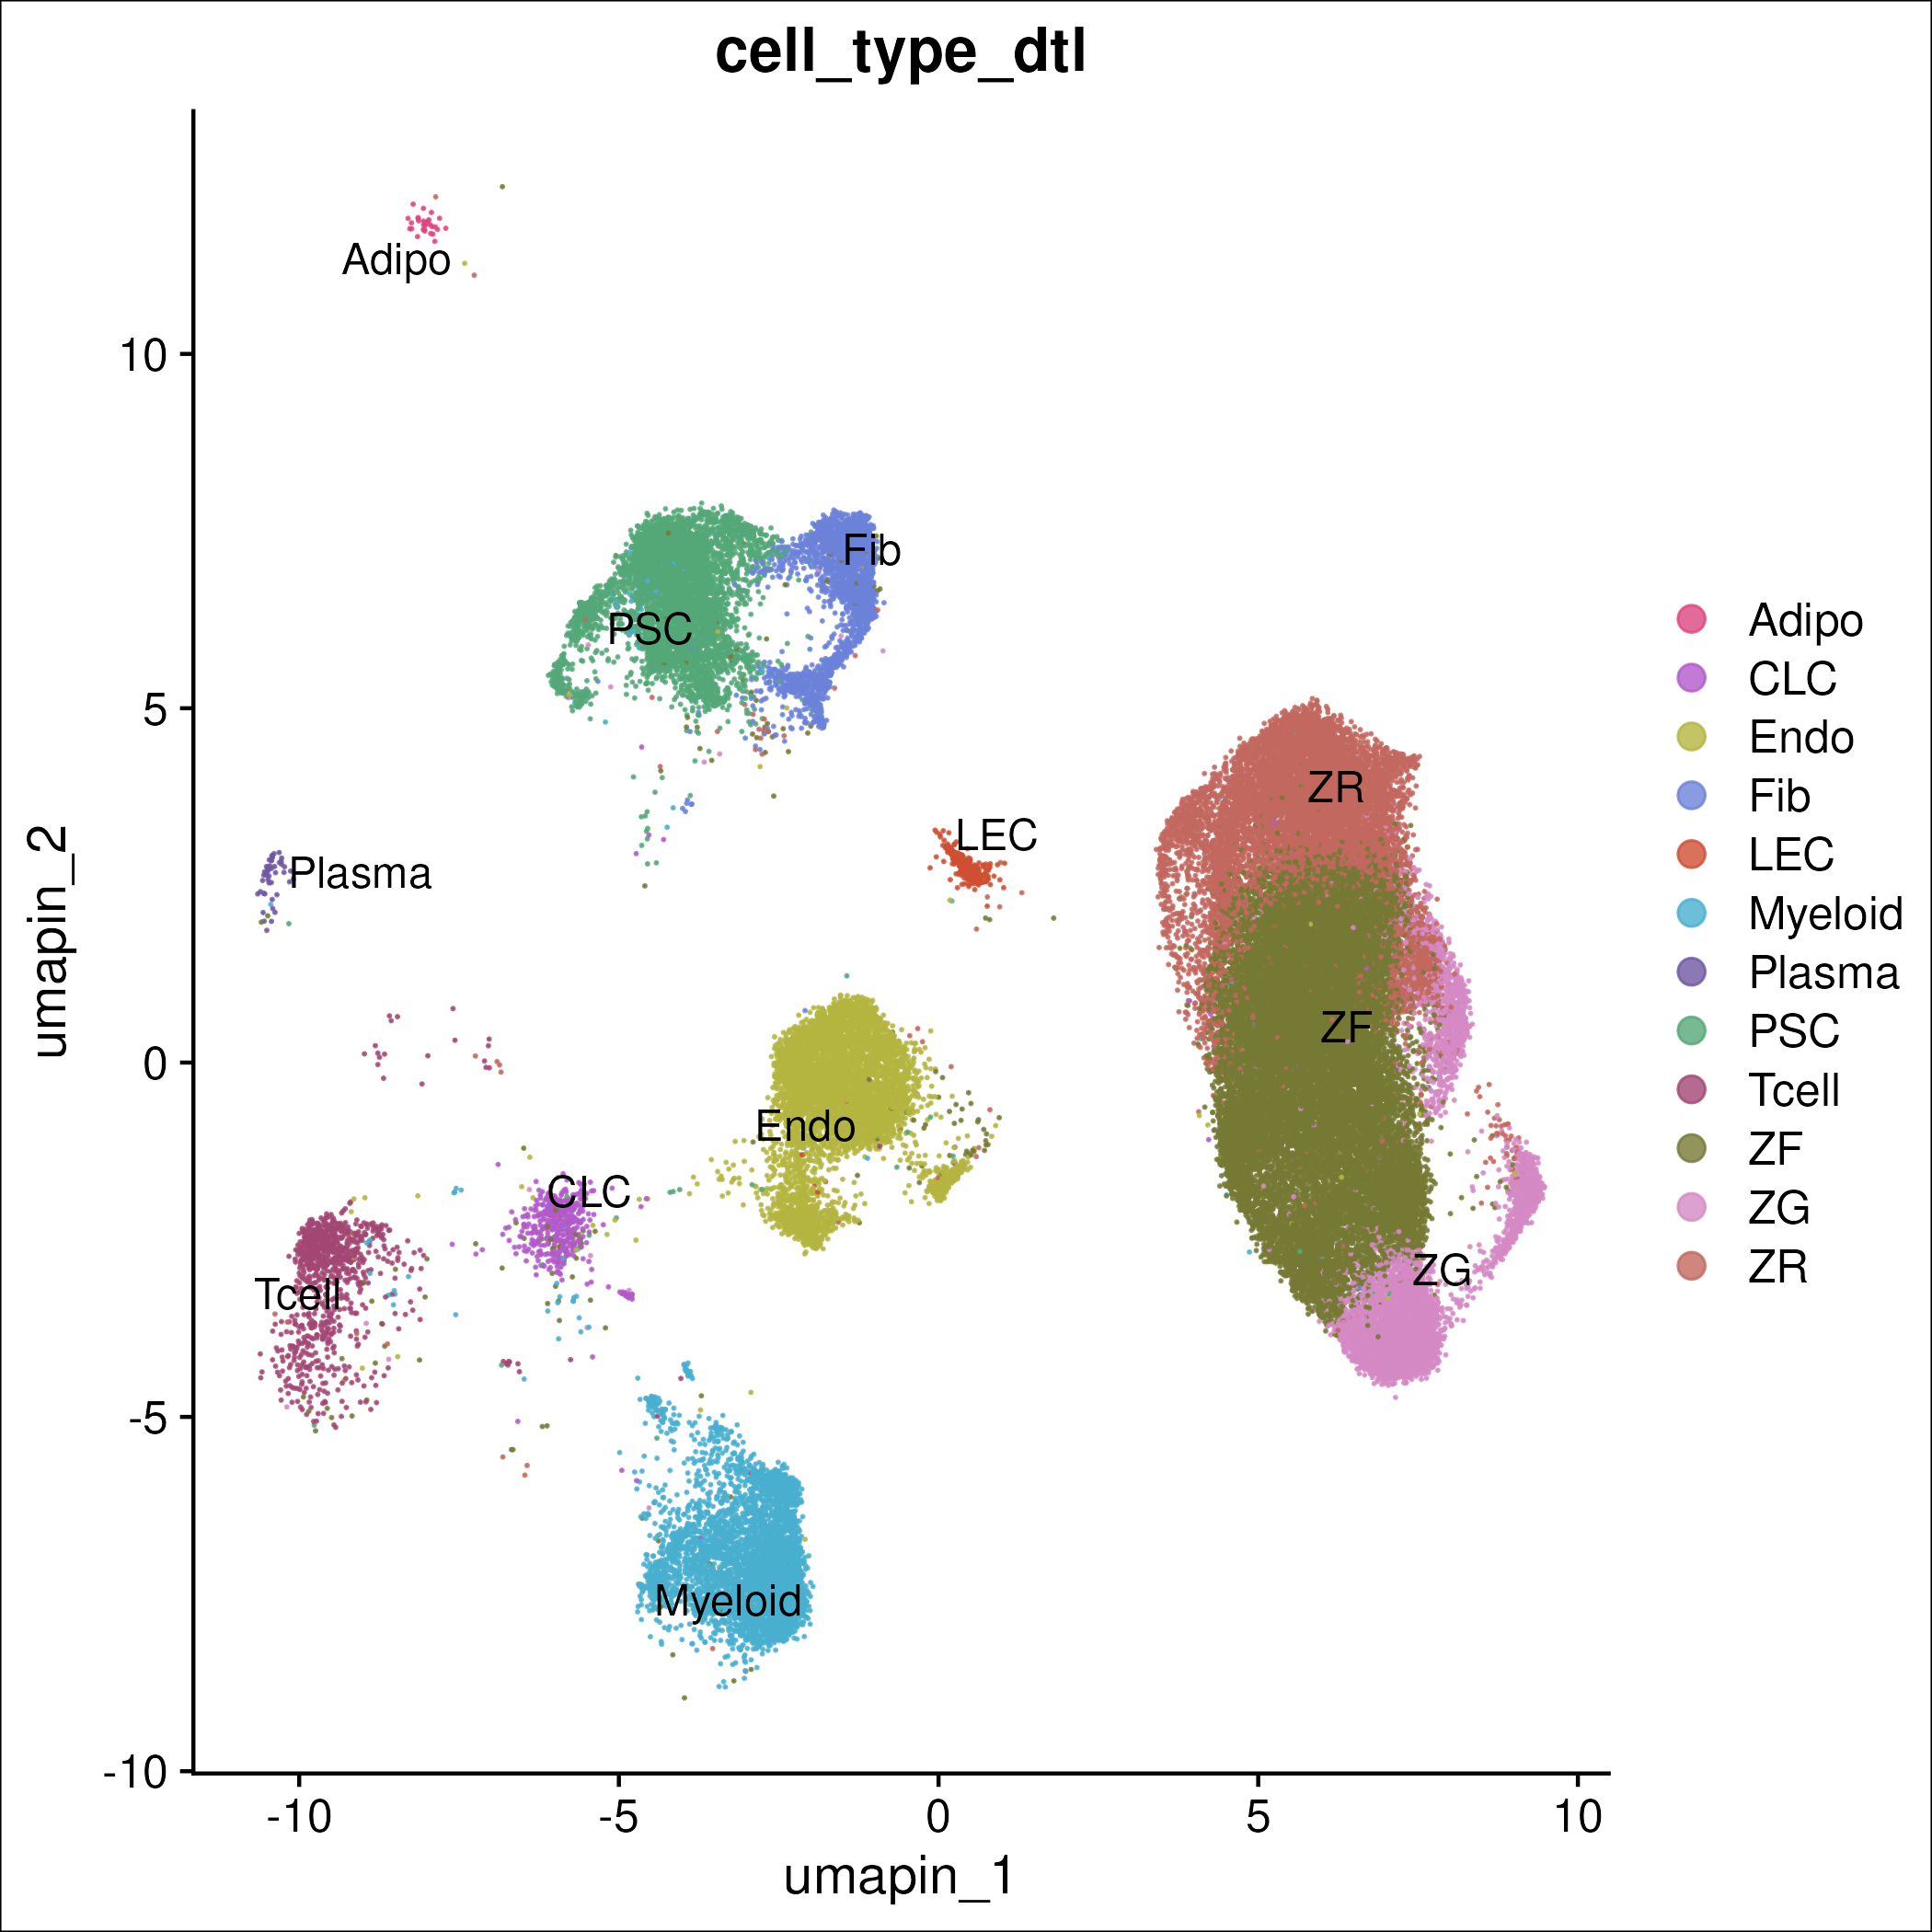 cell_type_dtl
Adipo
10
Fib
PSC
5
ZR
LEC
Plasma
ZF
0
Endo
CLC
ZG
Tcell
-5
Myeloid
-10
-10
-5
0
5
10
umapin_1
umapin_2
Adipo
CLC
Endo
Fib
LEC
Myeloid
Plasma
PSC
Tcell
ZF
ZG
ZR